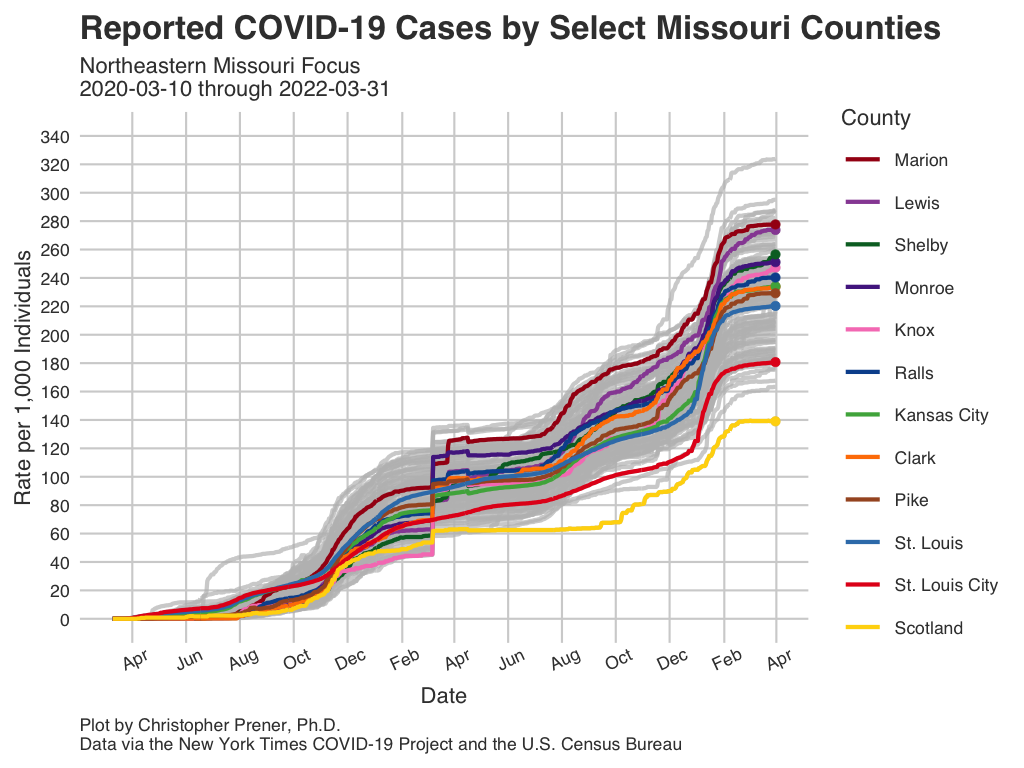 Reported COVID-19 Cases by Select Missouri Counties
Northeastern Missouri Focus
2020-03-10 through 2022-03-31
County
340
320
300
280
260
240
220
200
180
160
140
120
100
80
60
40
20
0
Rate per 1,000 Individuals
Marion
Lewis
Shelby
Monroe
Knox
Ralls
Kansas City
Clark
Pike
St. Louis
St. Louis City
Scotland
Apr Jun Aug Oct Dec Feb Apr Jun Aug Oct Dec Feb Apr
Date
Plot by Christopher Prener, Ph.D.
Data via the New York Times COVID-19 Project and the U.S. Census Bureau